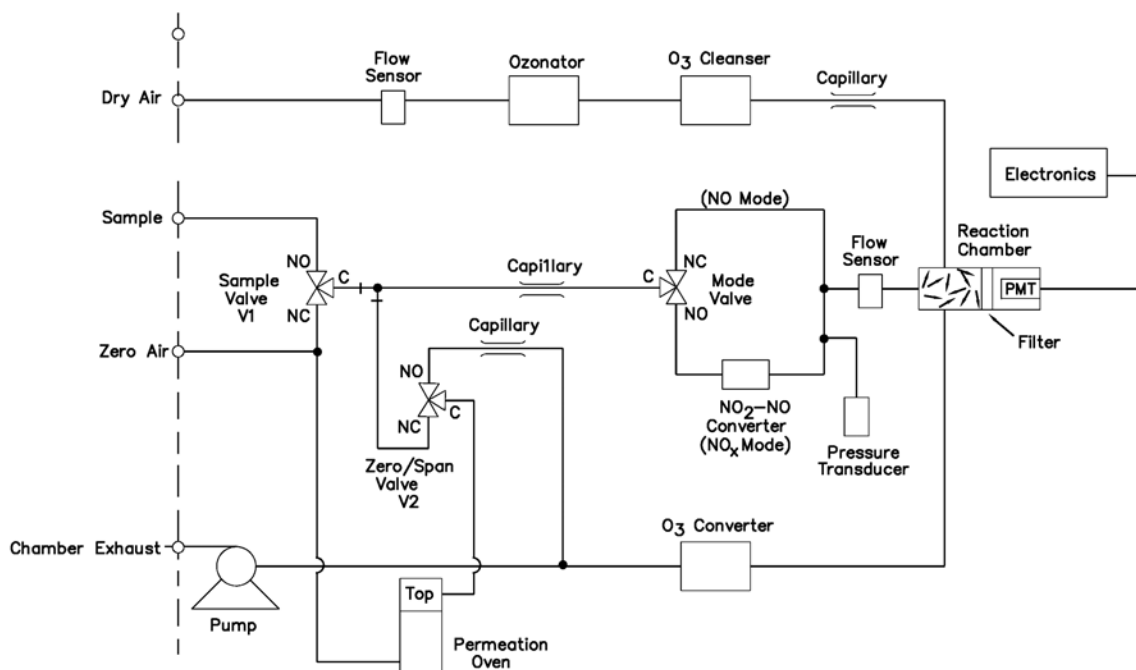 Flow
Sensor
Ozonator
O3 Cleanser
Capillary
Dry Air
Electronics
Sample
(NO Mode)
Reaction
Chamber
Flow
Sensor
NO
C
Sample
Valve
V1
NC
Capi1lary
C
NC
Mode
Valve
NO
PMT
Filter
Zero Air
Capillary
NO
C
NC
Zero/Span
Valve
V2
NO2-NO
Converter
(NOx Mode)
Pressure
Transducer
Chamber Exhaust
O3 Converter
Pump
Top
Permeation
Oven